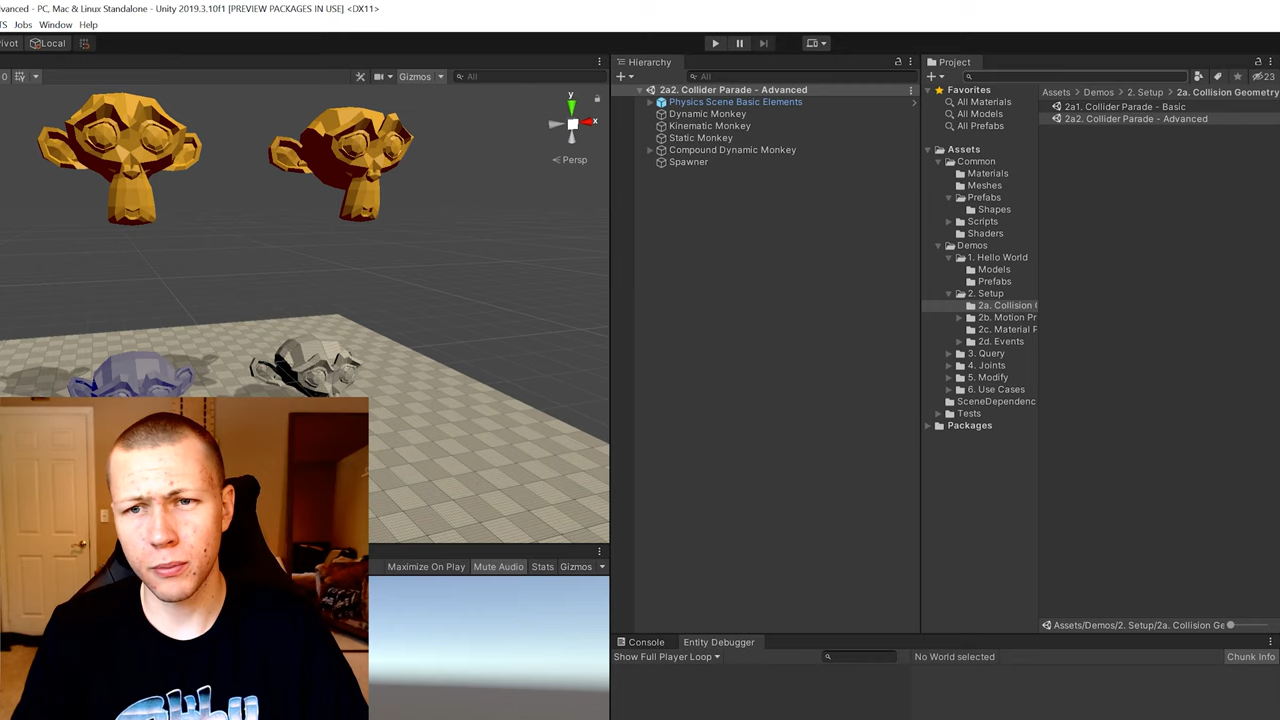 dvanced - PC, Mac & Linux Standalone - Unity 2019.3.10f1 [PREVIEW PACKAGES IN USE] <DX11>
TS Jobs Window Help
Pivot Local
Hierarchy
Project
0 Gizmos All
All
23
2a2. Collider Parade - Advanced
Physics Scene Basic Elements
Dynamic Monkey
Kinematic Monkey
Static Monkey
Compound Dynamic Monkey
Spawner
y
x
Persp
Favorites
All Materials
All Models
All Prefabs
Assets
Common
Materials
Meshes
Prefabs
Shapes
Scripts
Shaders
Demos
1. Hello World
Models
Prefabs
2. Setup
2a. Collision G
2b. Motion Pr
2c. Material P
2d. Events
3. Query
4. Joints
5. Modify
6. Use Cases
SceneDependenc
Tests
Packages
Assets Demos 2. Setup 2a. Collision Geometry
2a1. Collider Parade - Basic
2a2. Collider Parade - Advanced
Maximize On Play Mute Audio Stats Gizmos
Assets/Demos/2. Setup/2a. Collision Ge
Console Entity Debugger
Show Full Player Loop No World selected Chunk Info